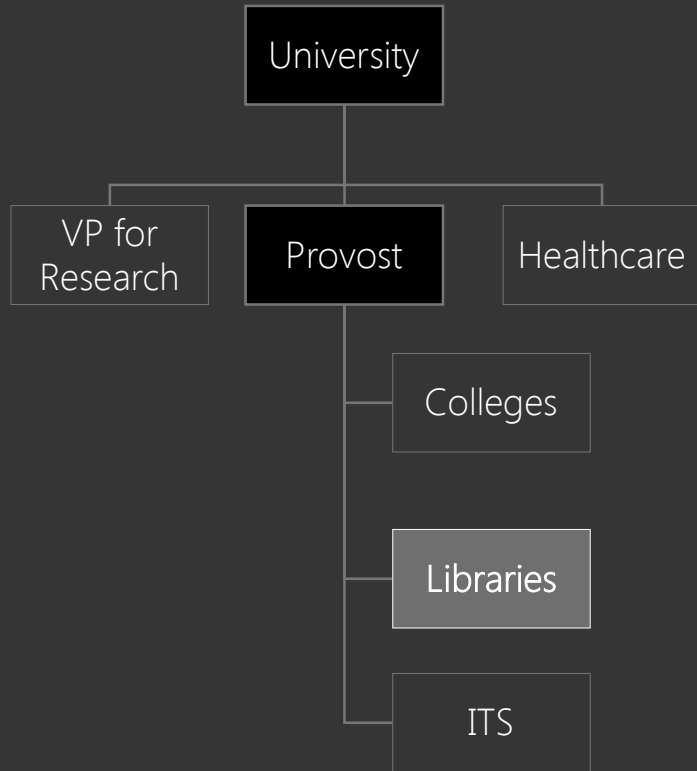 University
VP for
Research
Provost
Healthcare
Colleges
Libraries
ITS